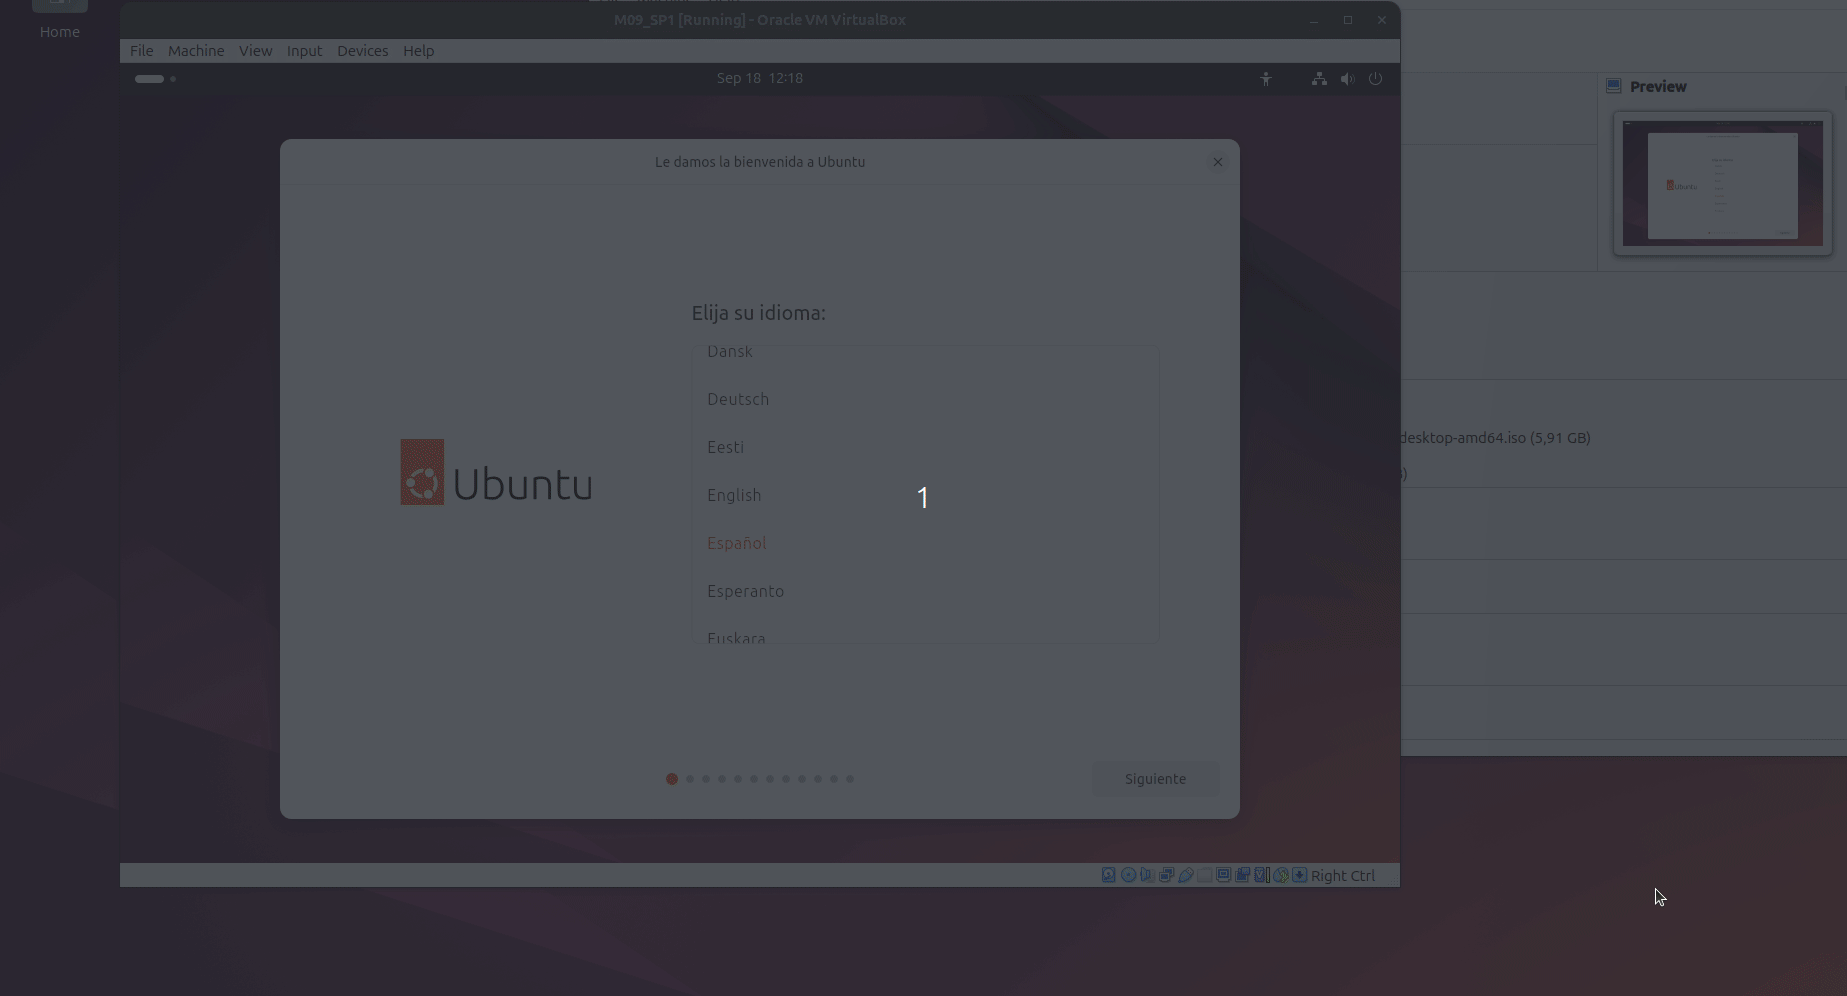 Home
M09_SP1 [Running] - Oracle VM VirtualBox
File Machine View Input Devices Help
Sep 18 12:18
Preview
Le damos la bienvenida a Ubuntu
Elija su idioma:
Dansk
Deutsch
Eesti
English
Español
Esperanto
Euskara
Ubuntu
1
desktop-amd64.iso (5,91 GB)
Siguiente
Right Ctrl